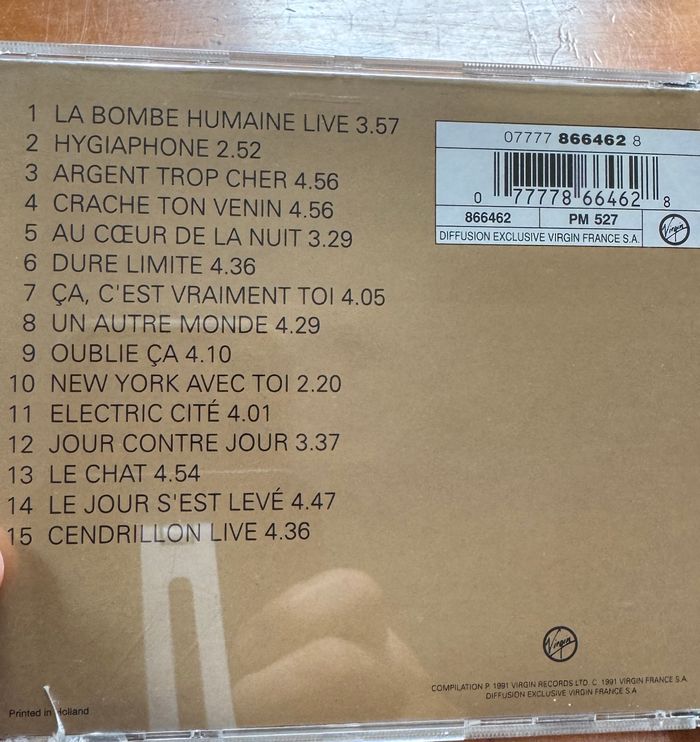 1 LA BOMBE HUMAINE LIVE 3.57
2 HYGIAPHONE 2.52
3 ARGENT TROP CHER 4.56
4 CRACHE TON VENIN 4.56
5 AU CŒUR DE LA NUIT 3.29
6 DURE LIMITE 4.36
7 ÇA, C'EST VRAIMENT TOI 4.05
8 UN AUTRE MONDE 4.29
9 OUBLIE ÇA 4.10
10 NEW YORK AVEC TOI 2.20
11 ELECTRIC CITÉ 4.01
12 JOUR CONTRE JOUR 3.37
13 LE CHAT 4.54
14 LE JOUR S'EST LEVÉ 4.47
15 CENDRILLON LIVE 4.36
07777 866462 8
0 77778 66462 8
866462 PM 527 Virgin
DIFFUSION EXCLUSIVE VIRGIN FRANCE S.A.
Virgin
COMPILATION P. 1991 VIRGIN RECORDS LTD. C. 1991 VIRGIN FRANCE S.A.
DIFFUSION EXCLUSIVE VIRGIN FRANCE S.A
Printed in Holland